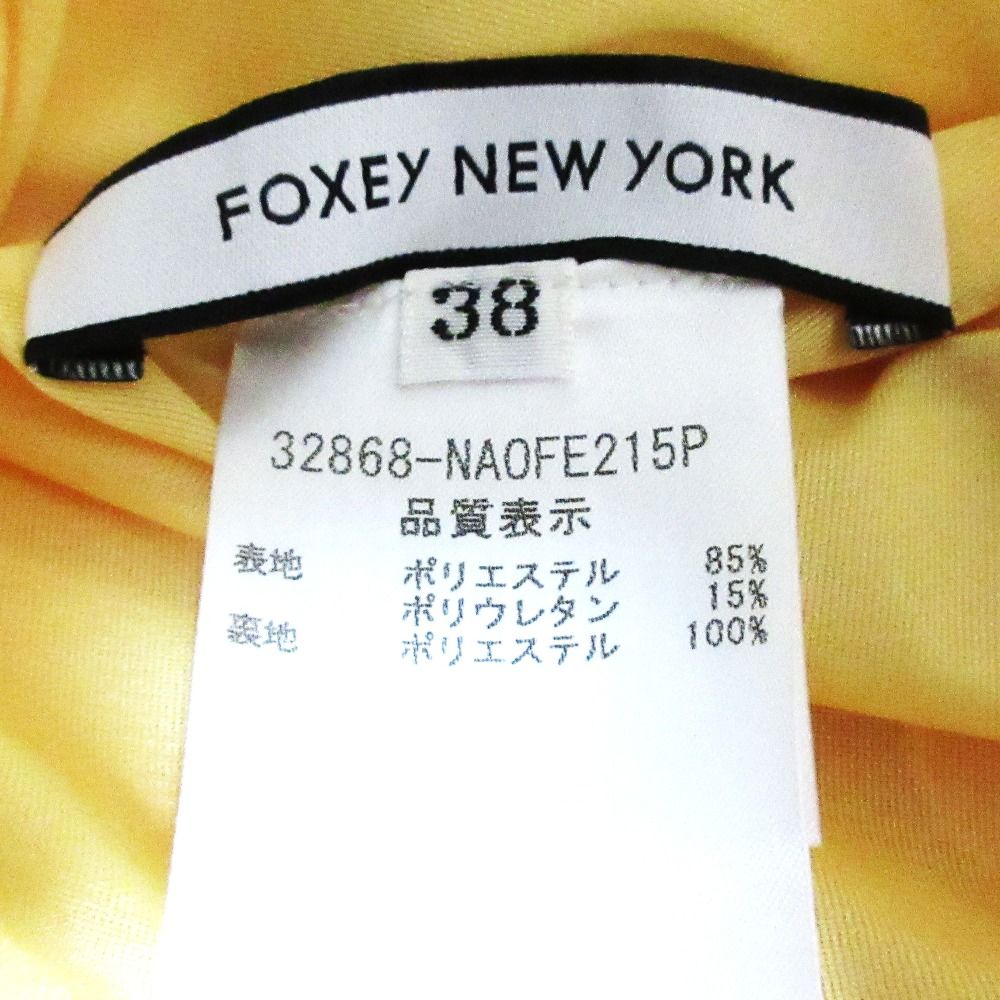 FOXEY NEW YORK
38
32868-NAOFE215P
品質表示
表地 ポリエステル 85%
ポリウレタン 15%
裏地 ポリエステル 100%